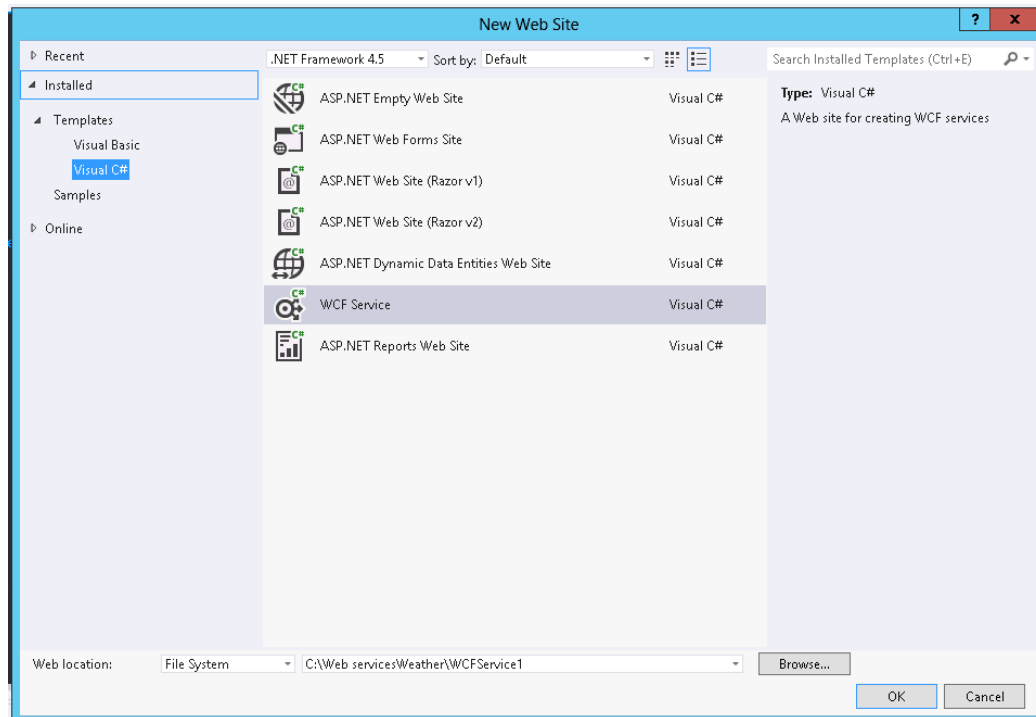 New Web Site
?
x
Recent
Installed
Templates
Visual Basic
Visual C#
Samples
Online
.NET Framework 4.5
Sort by: Default
C# ASP.NET Empty Web Site Visual C#
C# ASP.NET Web Forms Site Visual C#
C# @ ASP.NET Web Site (Razor v1) Visual C#
C# @ ASP.NET Web Site (Razor v2) Visual C#
C# ASP.NET Dynamic Data Entities Web Site Visual C#
C# WCF Service Visual C#
C# ASP.NET Reports Web Site Visual C#
Search Installed Templates (Ctrl+E)
Type: Visual C#
A Web site for creating WCF services
Web location: File System C:\Web servicesWeather\WCFService1 Browse...
OK Cancel